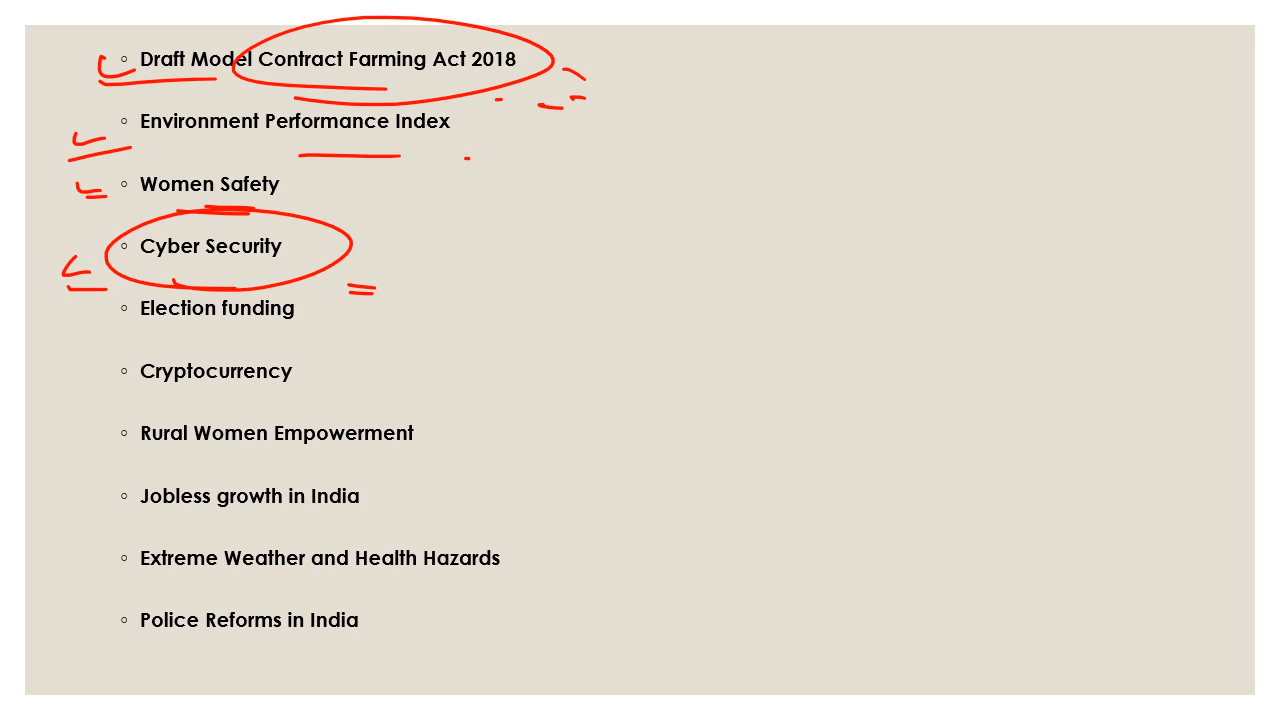 ◦ Draft Model Contract Farming Act 2018
◦ Environment Performance Index
◦ Women Safety
◦ Cyber Security
◦ Election funding
◦ Cryptocurrency
◦ Rural Women Empowerment
◦ Jobless growth in India
◦ Extreme Weather and Health Hazards
◦ Police Reforms in India